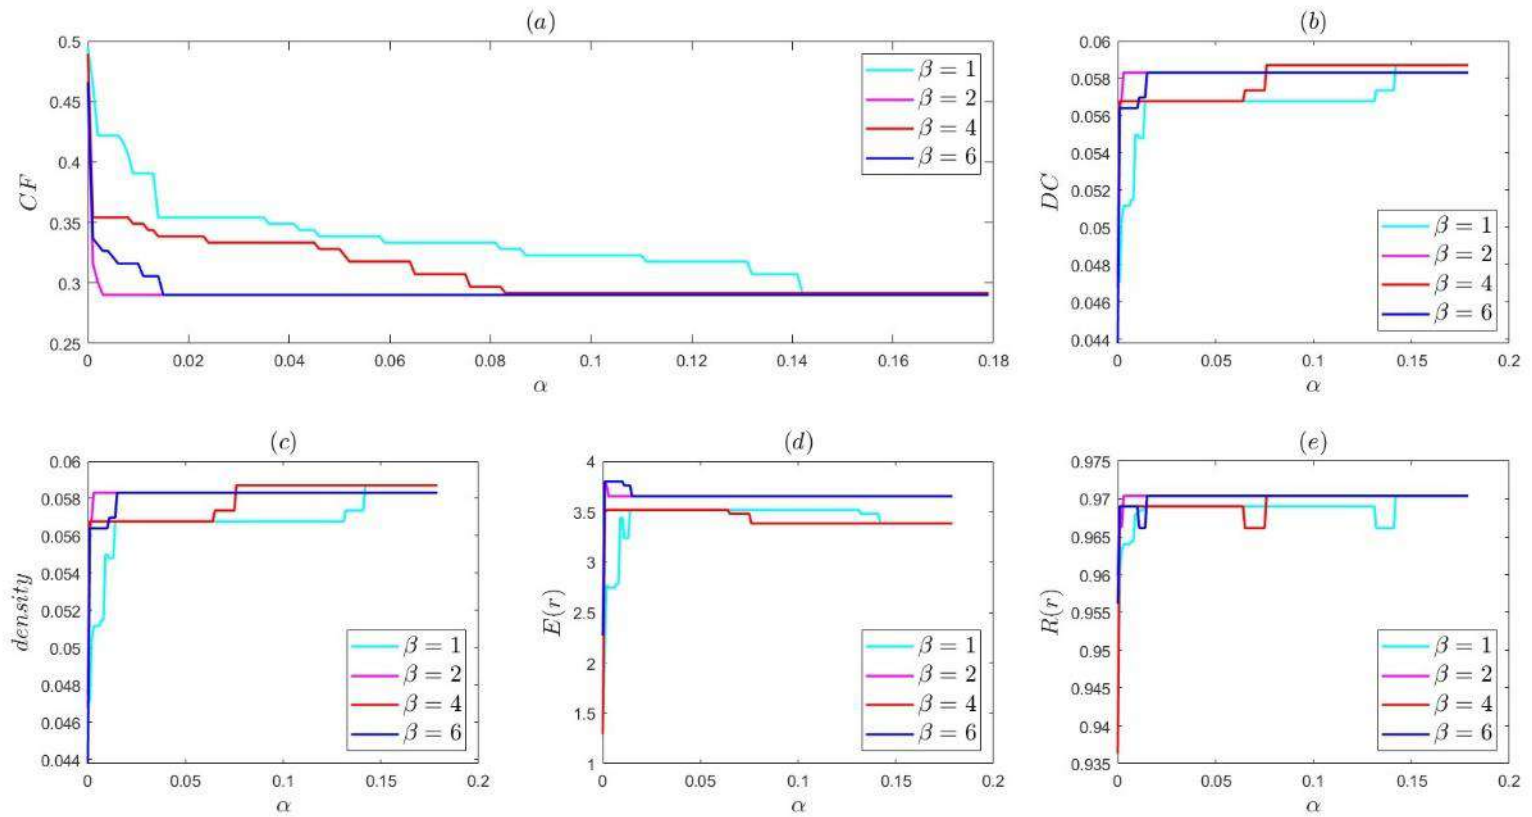 (a)
0.5
0.45
0.4
0.35
0.3
0.25
CF
0 0.02 0.04 0.06 0.08 0.1 0.12 0.14 0.16 0.18
α
β = 1
β = 2
β = 4
β = 6
(b)
0.06
0.058
0.056
0.054
0.052
0.05
0.048
0.046
0.044
DC
0 0.05 0.1 0.15 0.2
α
β = 1
β = 2
β = 4
β = 6
(c)
0.06
0.058
0.056
0.054
0.052
0.05
0.048
0.046
0.044
density
0 0.05 0.1 0.15 0.2
α
β = 1
β = 2
β = 4
β = 6
(d)
4
3.5
3
2.5
2
1.5
1
E(r)
0 0.05 0.1 0.15 0.2
α
β = 1
β = 2
β = 4
β = 6
(e)
0.975
0.97
0.965
0.96
0.955
0.95
0.945
0.94
0.935
R(r)
0 0.05 0.1 0.15 0.2
α
β = 1
β = 2
β = 4
β = 6